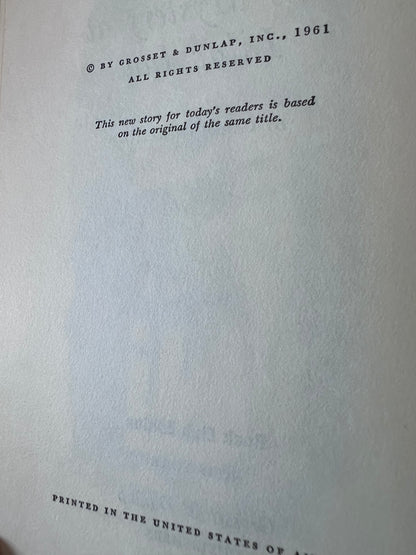 © BY GROSSET & DUNLAP, INC., 1961
ALL RIGHTS RESERVED
This new story for today's readers is based
on the original of the same title.
PRINTED IN THE UNITED STATES OF